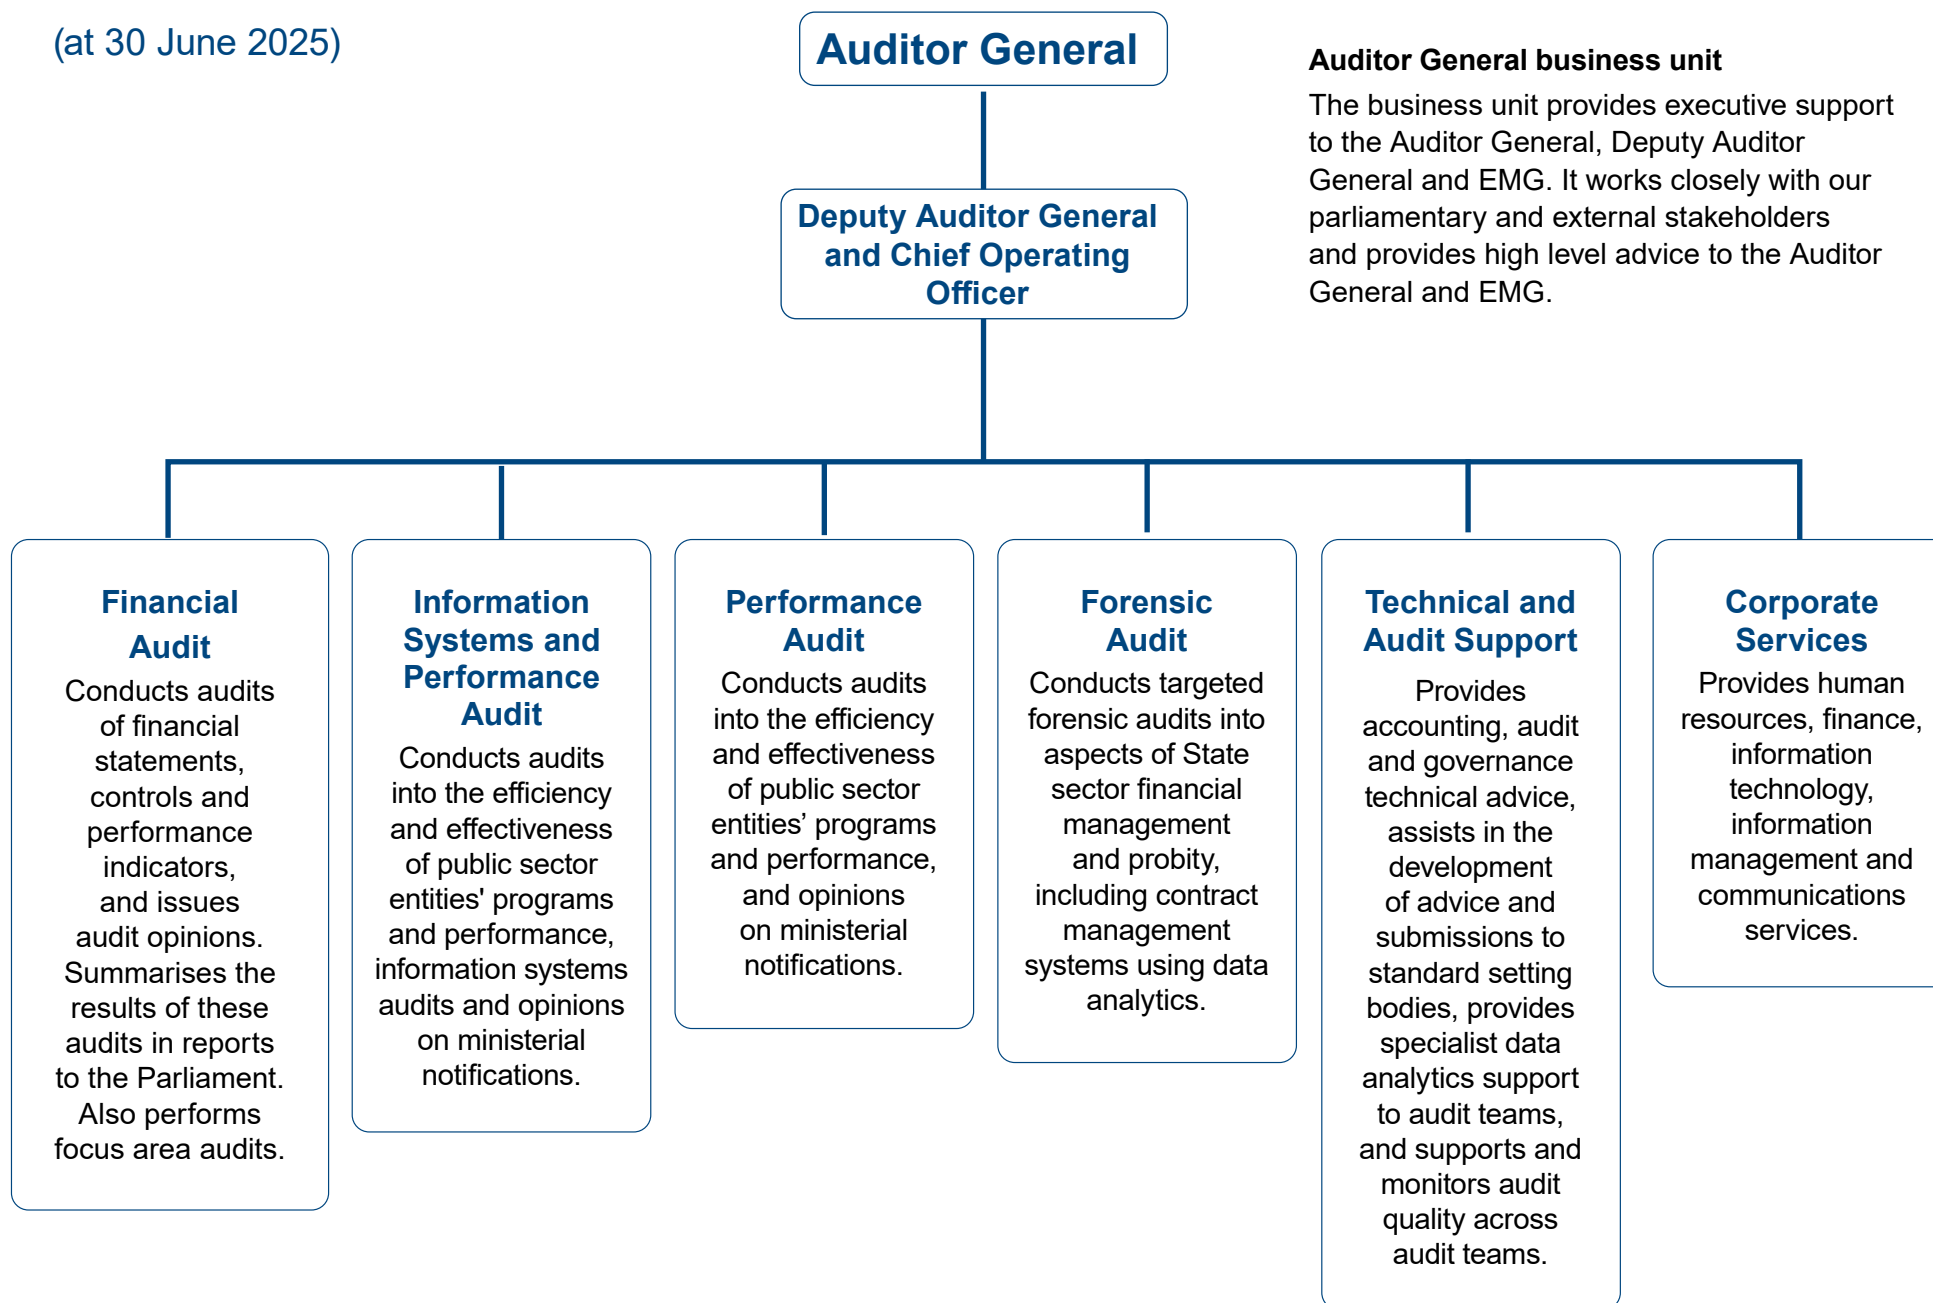 (at 30 June 2025)
Auditor General
Auditor General business unit
The business unit provides executive support
to the Auditor General, Deputy Auditor
General and EMG. It works closely with our
parliamentary and external stakeholders
and provides high level advice to the Auditor
General and EMG.
Deputy Auditor General
and Chief Operating
Officer
Financial
Audit
Conducts audits
of financial
statements,
controls and
performance
indicators,
and issues
audit opinions.
Summarises the
results of these
audits in reports
to the Parliament.
Also performs
focus area audits.
Information
Systems and
Performance
Audit
Conducts audits
into the efficiency
and effectiveness
of public sector
entities' programs
and performance,
information systems
audits and opinions
on ministerial
notifications.
Performance
Audit
Conducts audits
into the efficiency
and effectiveness
of public sector
entities’ programs
and performance,
and opinions
on ministerial
notifications.
Forensic
Audit
Conducts targeted
forensic audits into
aspects of State
sector financial
management
and probity,
including contract
management
systems using data
analytics.
Technical and
Audit Support
Provides
accounting, audit
and governance
technical advice,
assists in the
development
of advice and
submissions to
standard setting
bodies, provides
specialist data
analytics support
to audit teams,
and supports and
monitors audit
quality across
audit teams.
Corporate
Services
Provides human
resources, finance,
information
technology,
information
management and
communications
services.